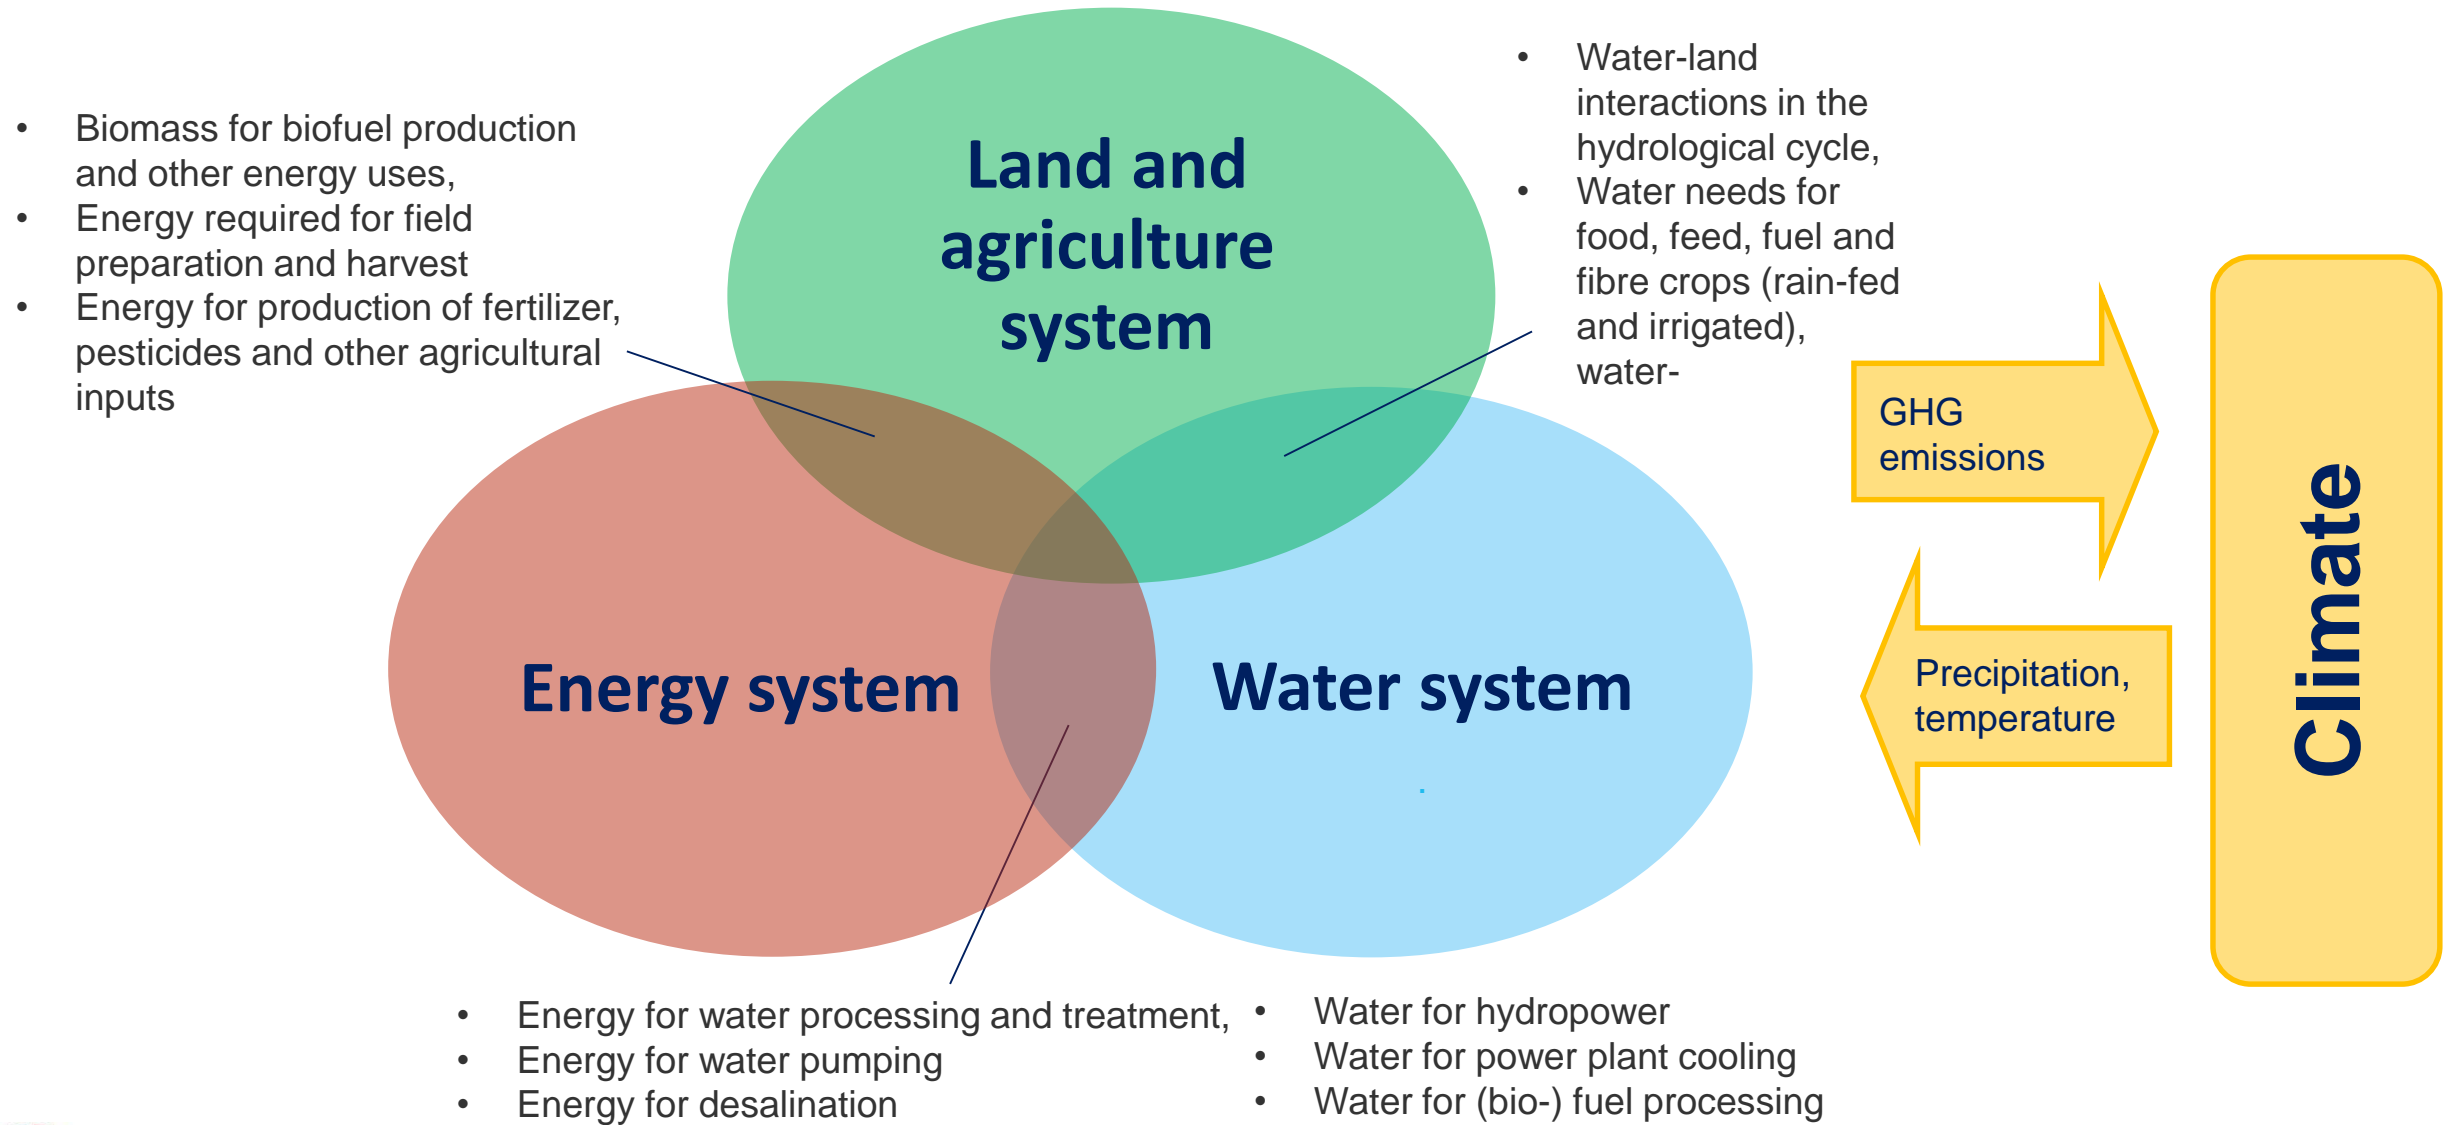 • Biomass for biofuel production
and other energy uses,
• Energy required for field
preparation and harvest
• Energy for production of fertilizer,
pesticides and other agricultural
inputs
Land and
agriculture
system
• Water-land
interactions in the
hydrological cycle,
• Water needs for
food, feed, fuel and
fibre crops (rain-fed
and irrigated),
water-
GHG
emissions
Precipitation,
temperature
Climate
Energy system
Water system
.
• Energy for water processing and treatment,
• Energy for water pumping
• Energy for desalination
• Water for hydropower
• Water for power plant cooling
• Water for (bio-) fuel processing